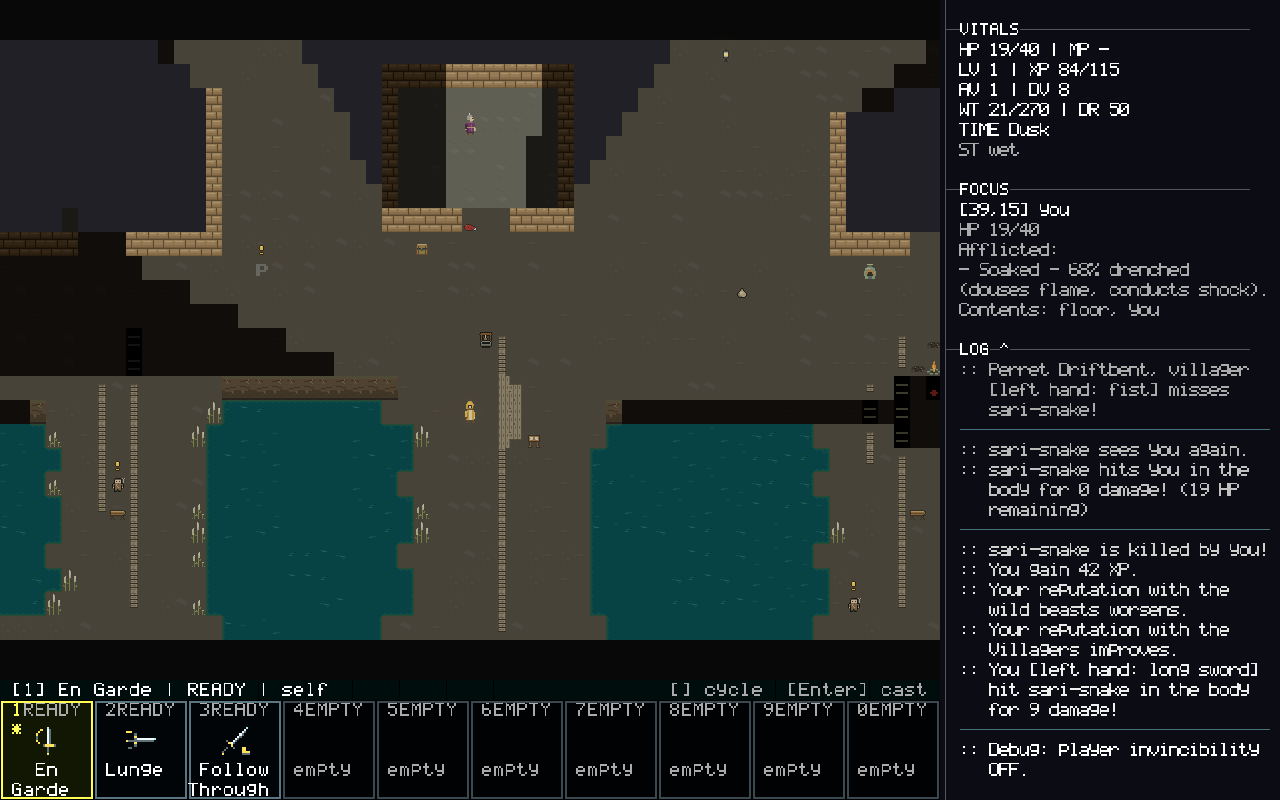 VITALS
HP 19/40 | MP -
LV 1 | XP 84/115
AV 1 | DV 8
WT 21/270 | DR 50
TIME Dusk
ST wet
FOCUS
[39,15] You
HP 19/40
Afflicted:
- Soaked - 68% drenched
(douses flame, conducts shock).
Contents: floor, you
LOG ^
:: Perret Driftbent, villager
[left hand: fist] misses
sari-snake!
:: sari-snake sees you again.
:: sari-snake hits you in the
body for 0 damage! (19 HP
remaining)
:: sari-snake is killed by you!
:: You gain 42 XP.
:: Your reputation with the
wild beasts worsens.
:: Your reputation with the
Villagers improves.
:: You [left hand: long sword]
hit sari-snake in the body
for 9 damage!
:: Debug: Player invincibility
OFF.
P
[1] En Garde | READY | self
[] cycle [Enter] cast
1READY 2READY 3READY 4EMPTY 5EMPTY 6EMPTY 7EMPTY 8EMPTY 9EMPTY 0EMPTY
*
En Lunge Follow empty empty empty empty empty empty empty
Garde Through